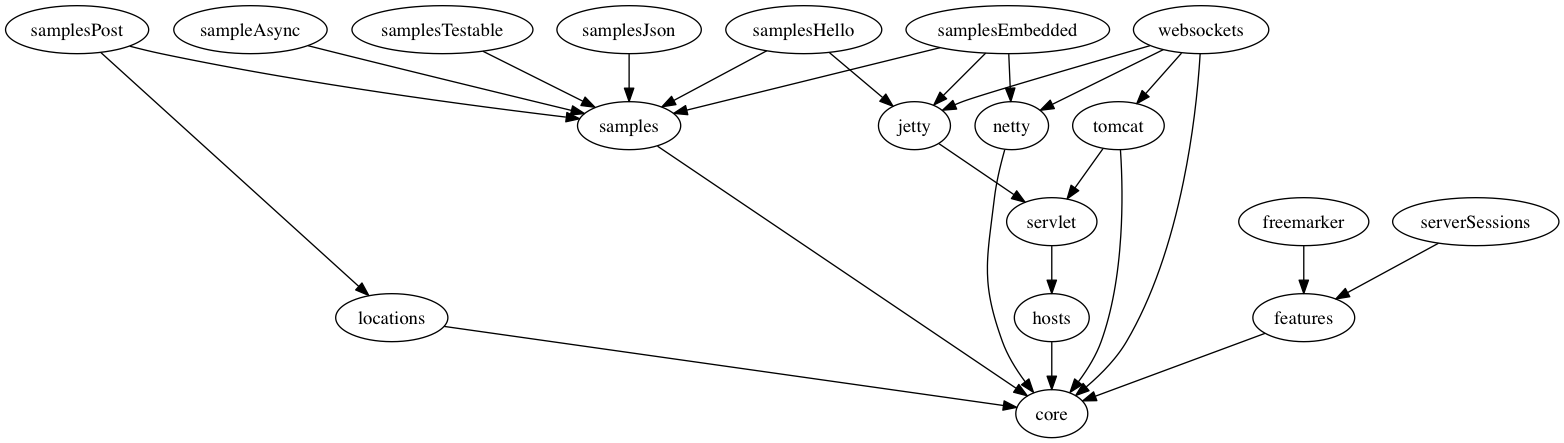 samplesPost
sampleAsync
samplesTestable
samplesJson
samplesHello
samplesEmbedded
websockets
samples
jetty
netty
tomcat
servlet
freemarker
serverSessions
locations
hosts
features
core